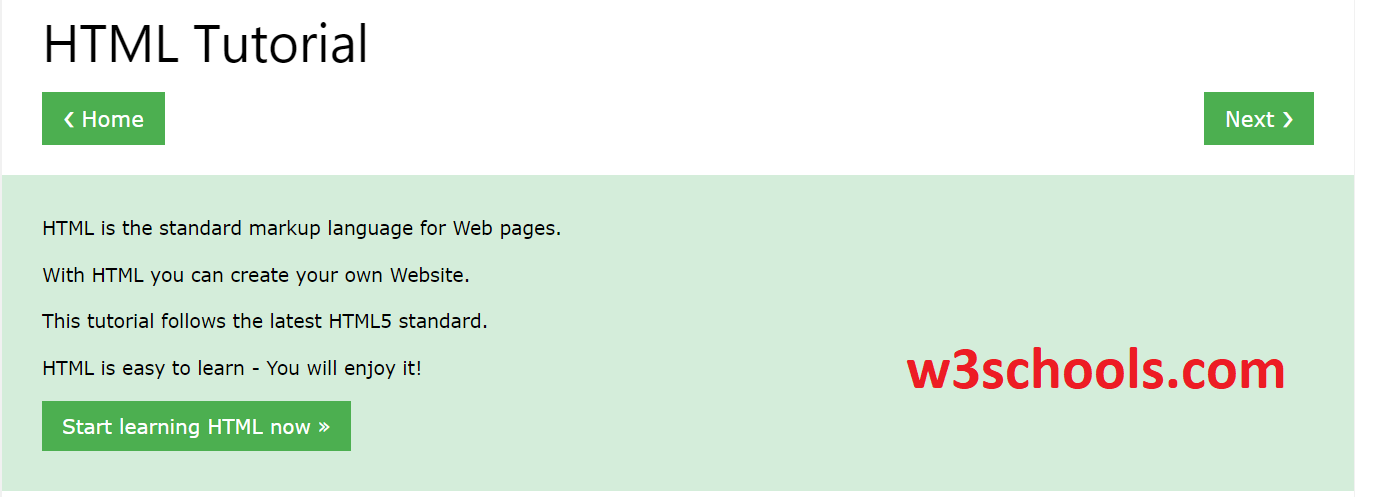 HTML Tutorial
❮ Home
Next ❯
HTML is the standard markup language for Web pages.
With HTML you can create your own Website.
This tutorial follows the latest HTML5 standard.
HTML is easy to learn - You will enjoy it!
w3schools.com
Start learning HTML now »